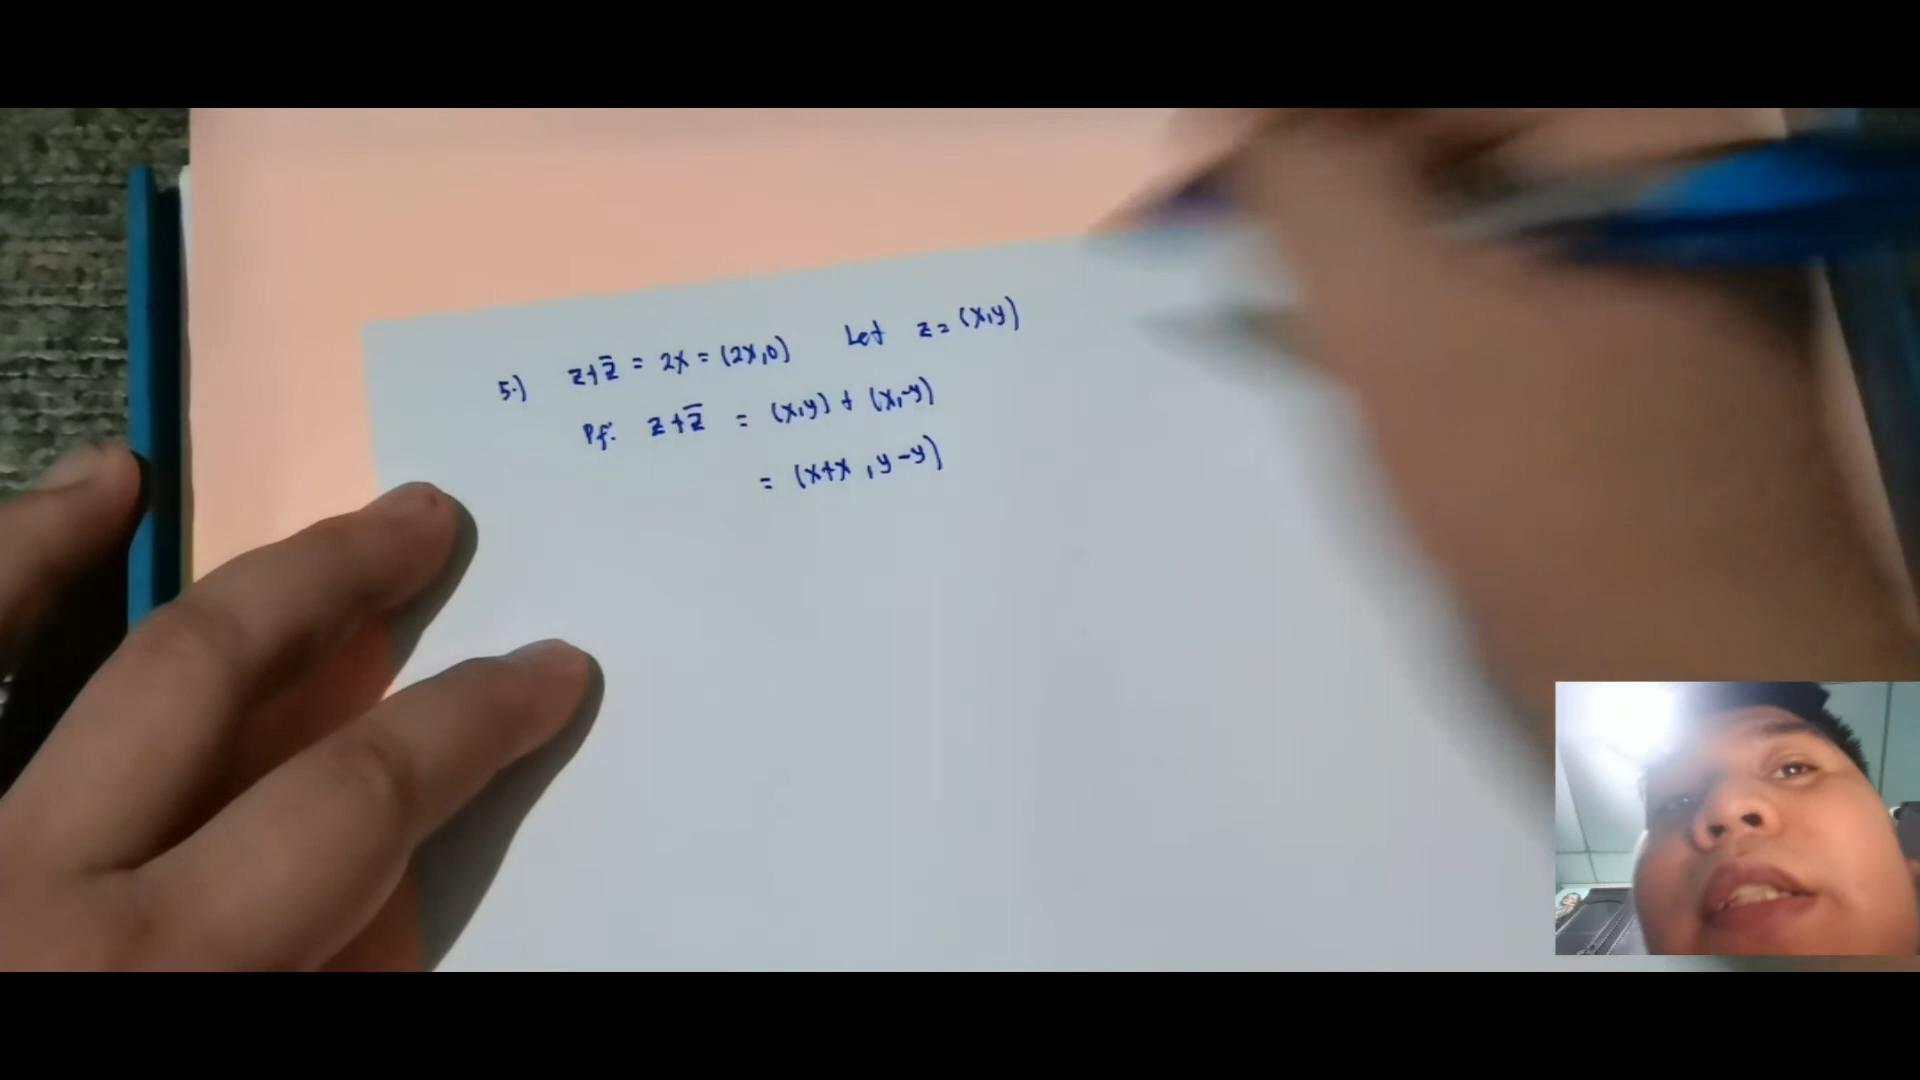 5.) z+z̄ = 2x = (2x,0) Let z = (x,y)
Pf: z+z̄ = (x,y) + (x,-y)
= (x+x , y-y)